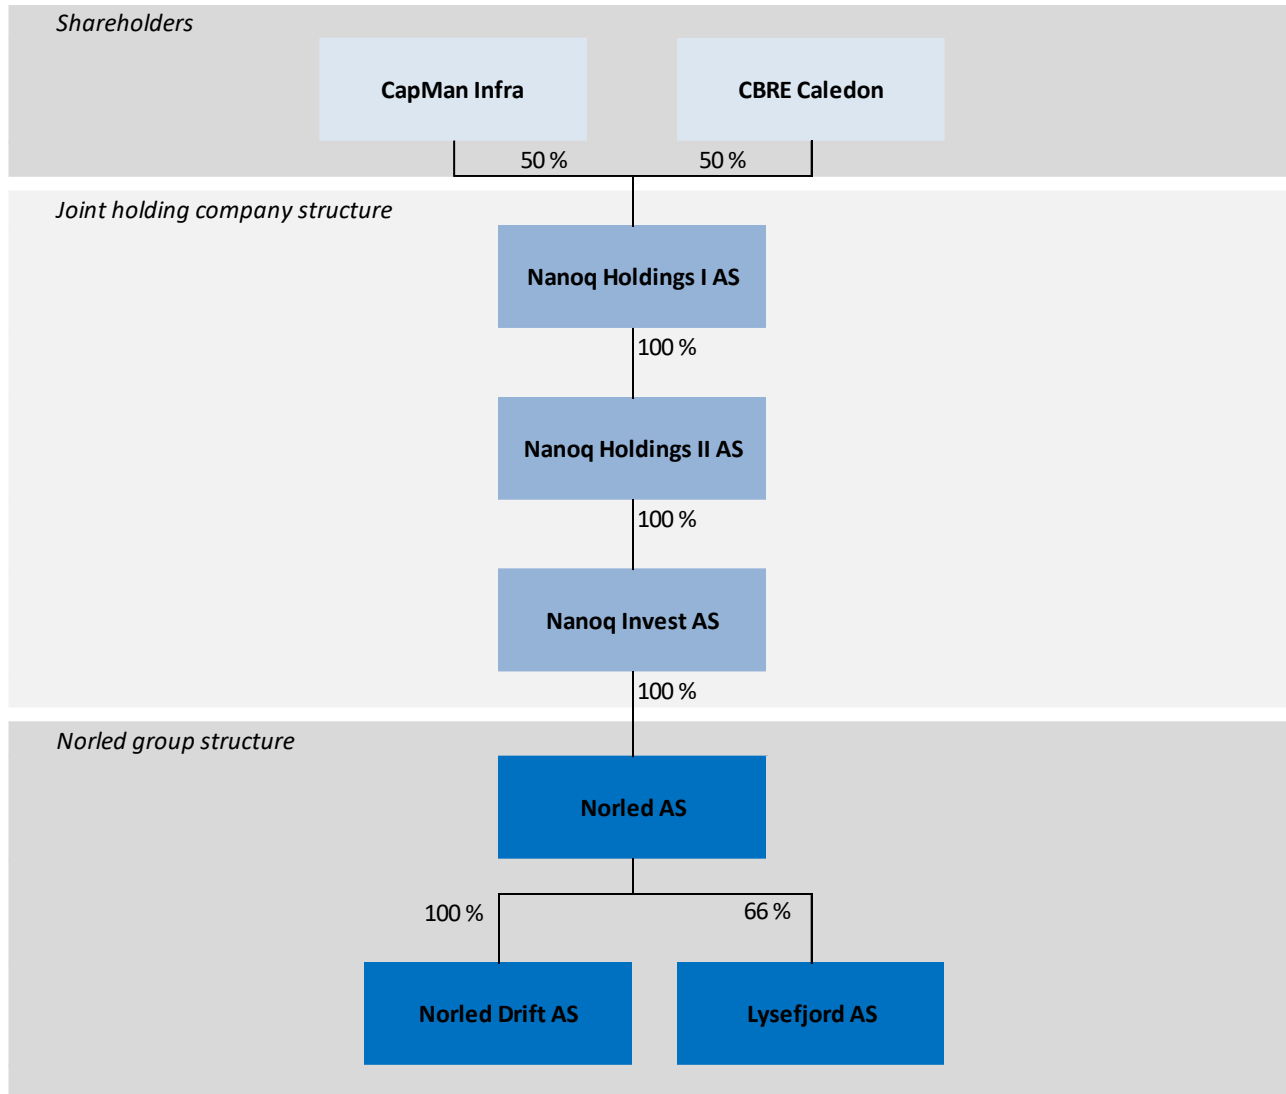 Shareholders
CapMan Infra
CBRE Caledon
50 %
50 %
Joint holding company structure
Nanoq Holdings I AS
100 %
Nanoq Holdings II AS
100 %
Nanoq Invest AS
100 %
Norled group structure
Norled AS
100 %
66 %
Norled Drift AS
Lysefjord AS